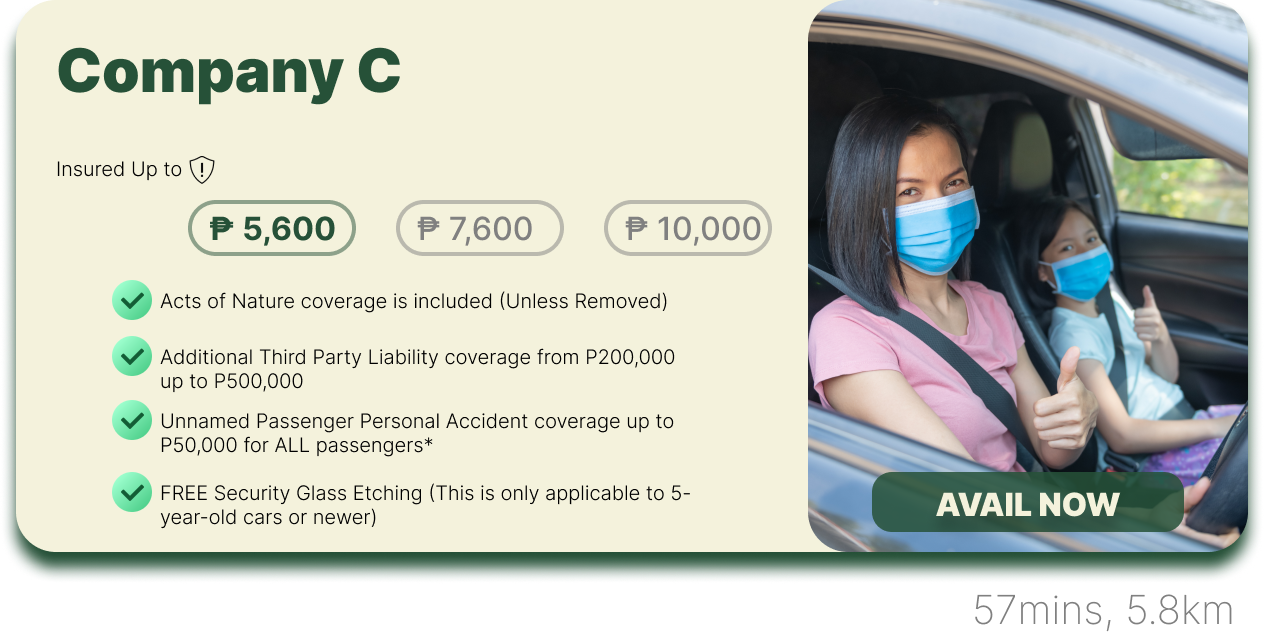 Company C
Insured Up to
₱ 5,600
₱ 7,600
₱ 10,000
Acts of Nature coverage is included (Unless Removed)
Additional Third Party Liability coverage from P200,000
up to P500,000
Unnamed Passenger Personal Accident coverage up to
P50,000 for ALL passengers*
FREE Security Glass Etching (This is only applicable to 5-
year-old cars or newer)
AVAIL NOW
57mins, 5.8km